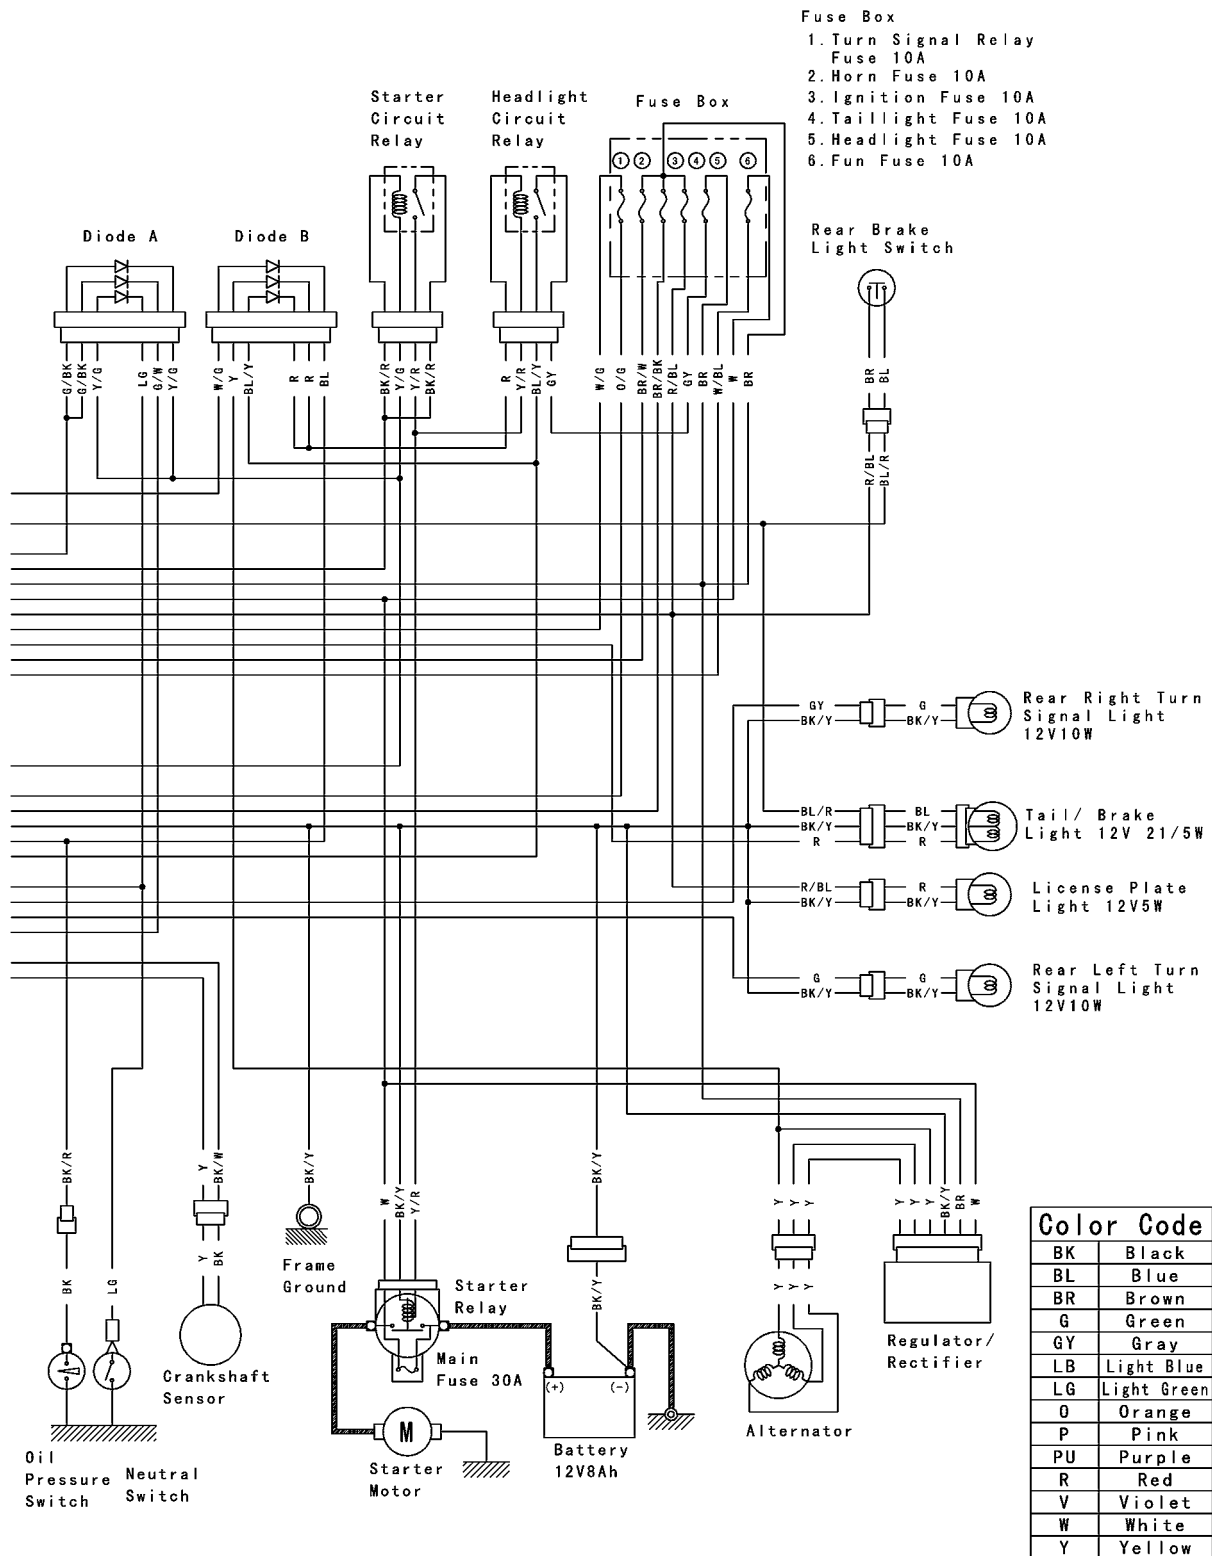 Fuse Box
1. Turn Signal Relay
Fuse 10A
2. Horn Fuse 10A
3. Ignition Fuse 10A
4. Taillight Fuse 10A
5. Headlight Fuse 10A
6. Fun Fuse 10A
Starter
Circuit
Relay
Headlight
Circuit
Relay
Fuse Box
1 2 3 4 5 6
Diode A
Diode B
Rear Brake
Light Switch
G/BK G/BK Y/G LG G/W Y/G
W/G Y BL/Y R R BL
BK/R Y/G Y/R BK/R
R Y/R BL/Y GY
W/G O/G BR/W BR/BK R/BL GY BR W/BL W BR
BR BL
R/BL BL/R
GY G
BK/Y BK/Y
Rear Right Turn
Signal Light
12V10W
BL/R BL
BK/Y BK/Y
R R
Tail/ Brake
Light 12V 21/5W
R/BL R
BK/Y BK/Y
License Plate
Light 12V5W
G G
BK/Y BK/Y
Rear Left Turn
Signal Light
12V10W
BK/R
Y BK/W
BK/Y
W BK/Y Y/R
BK/Y
Y Y Y
Y Y Y BK/Y BR W
BK
LG
Y BK
BK/Y
Y Y Y
Frame
Ground
Starter
Relay
Main
Fuse 30A
(+) (-)
Regulator/
Rectifier
Crankshaft
Sensor
M
Alternator
Battery
12V8Ah
Starter
Motor
Oil
Pressure
Switch
Neutral
Switch
Color Code
BK Black
BL Blue
BR Brown
G Green
GY Gray
LB Light Blue
LG Light Green
O Orange
P Pink
PU Purple
R Red
V Violet
W White
Y Yellow